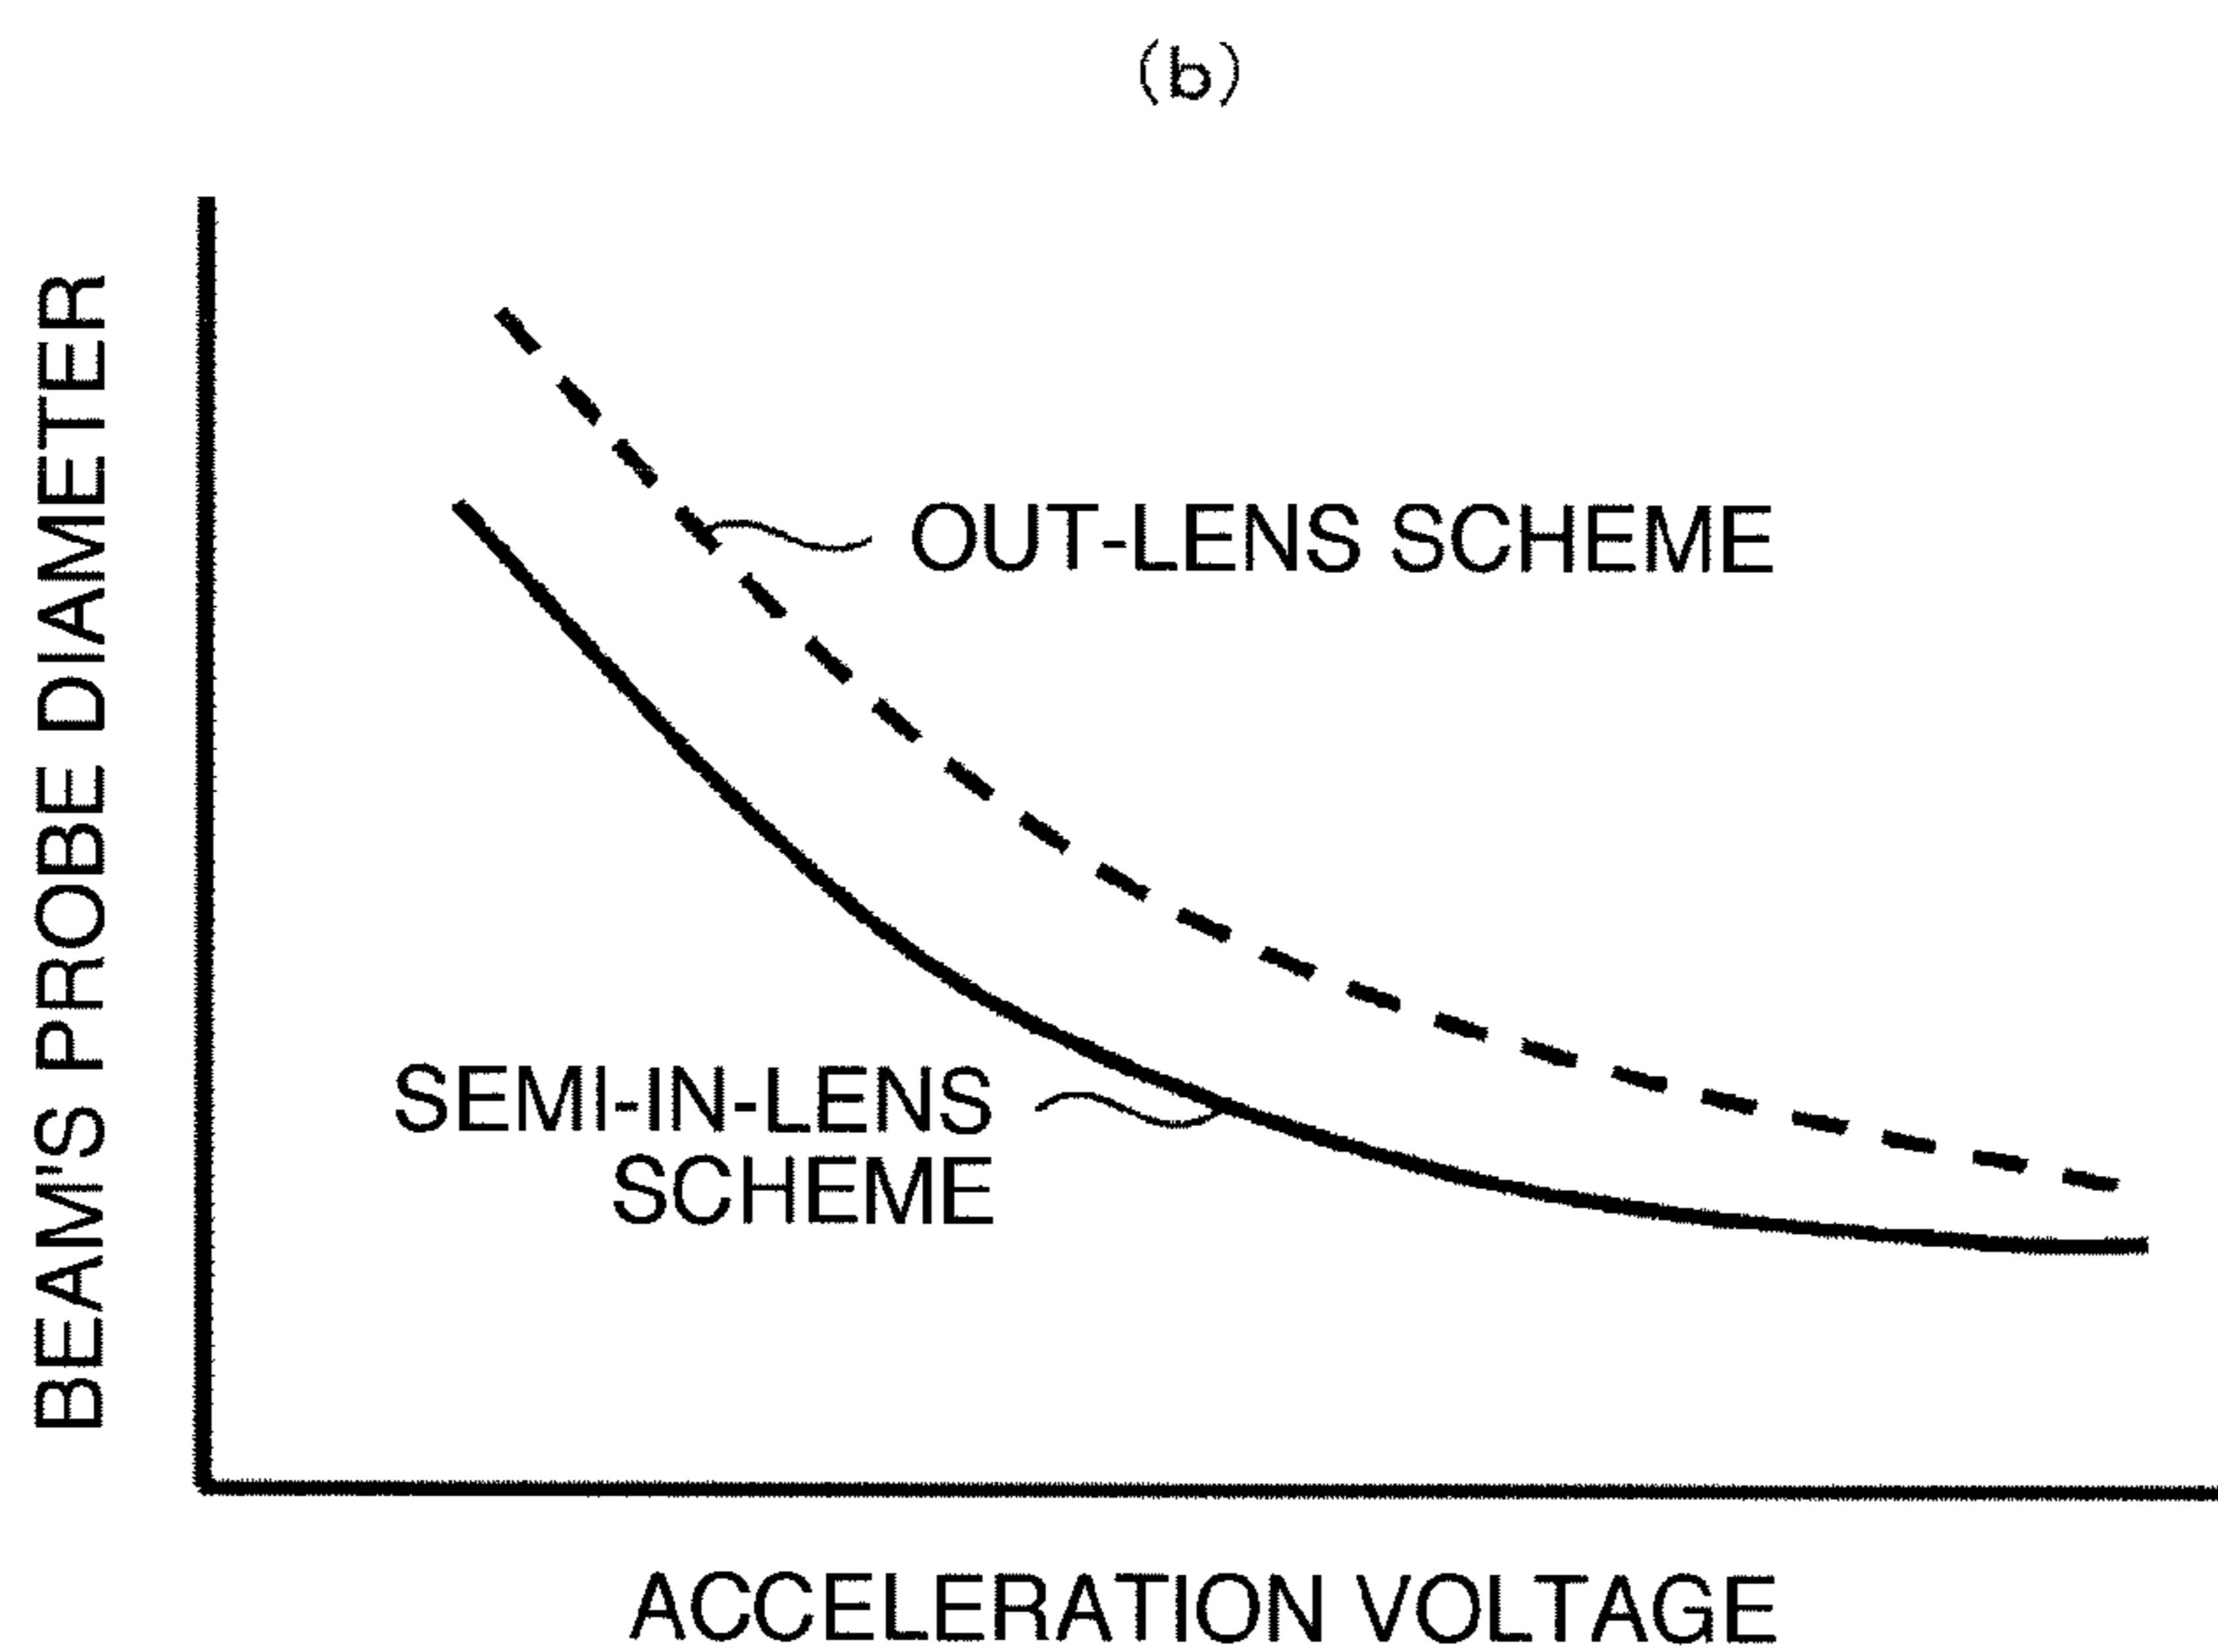 (b)
BEAM'S PROBE DIAMETER
OUT-LENS SCHEME
SEMI-IN-LENS
SCHEME
ACCELERATION VOLTAGE